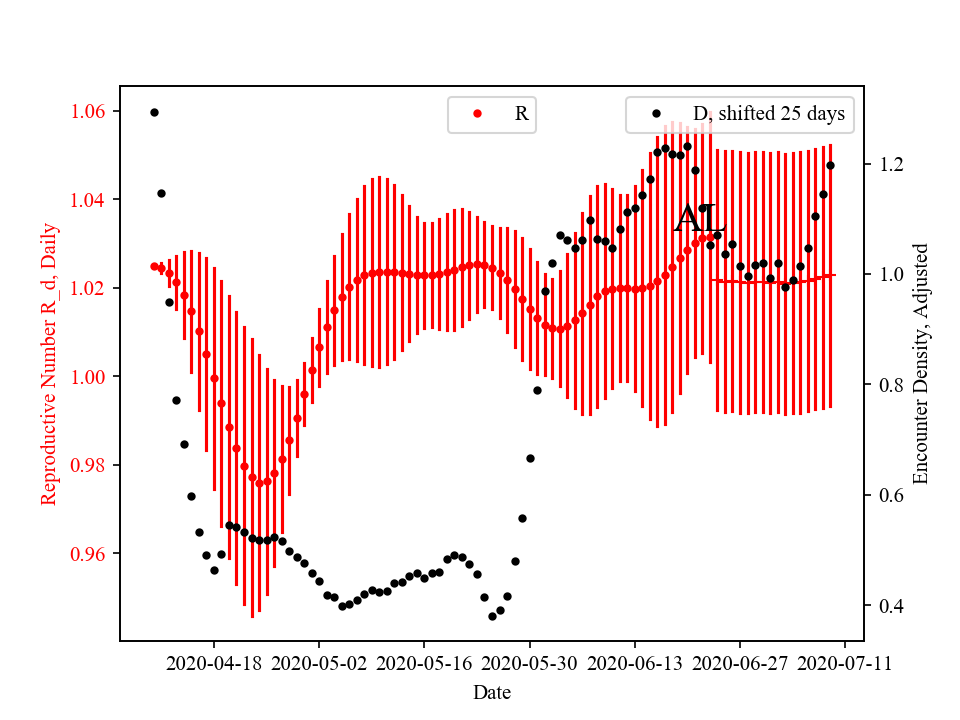 R
D, shifted 25 days
1.06
1.04
1.02
1.00
0.98
0.96
Reproductive Number R_d, Daily
AL
1.2
1.0
0.8
0.6
0.4
Encounter Density, Adjusted
2020-04-18 2020-05-02 2020-05-16 2020-05-30 2020-06-13 2020-06-27 2020-07-11
Date